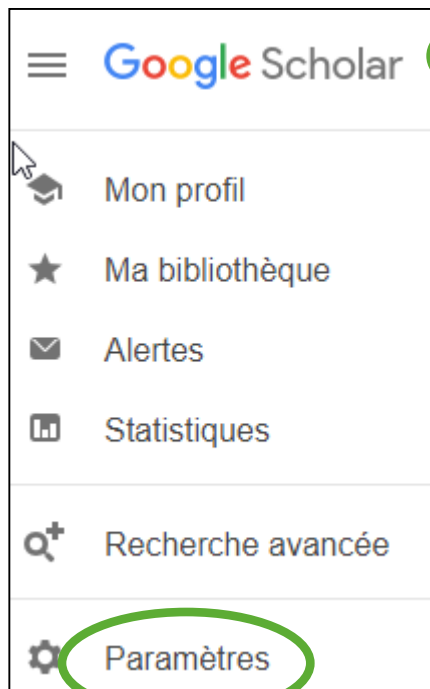 Google Scholar
Mon profil
Ma bibliothèque
Alertes
Statistiques
Recherche avancée
Paramètres